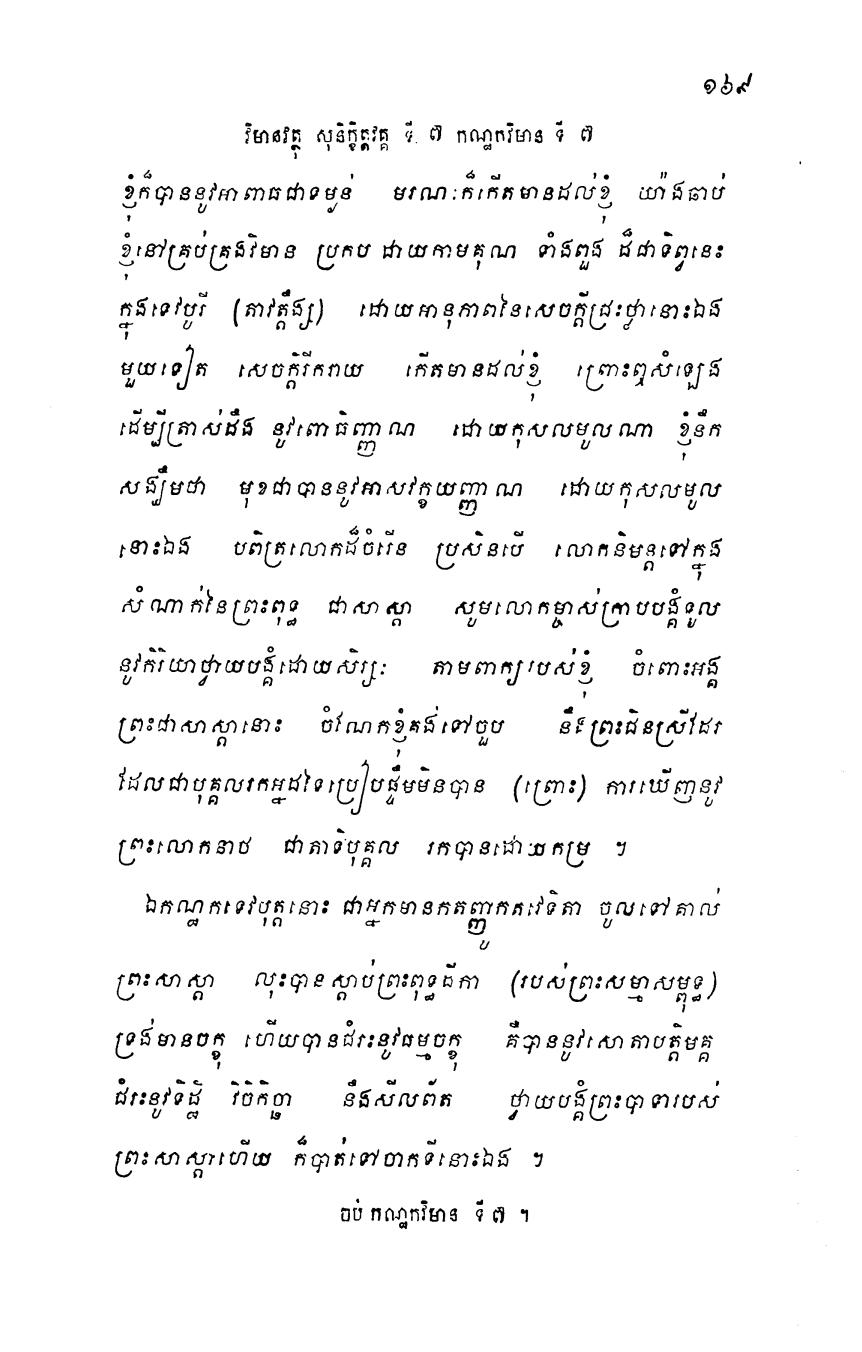 ១៦៩
វិមានវត្ថុ សុនិក្ខិត្តវគ្គ ទី ៧ កណ្ឋកវិមាន ទី ៧
ខ្ញុំក៏បាននូវអាពាធជាទម្ងន់ មរណៈក៏កើតមានដល់ខ្ញុំ យ៉ាងធាប់
ខ្ញុំនៅគ្រប់គ្រងវិមាន ប្រកប ដោយកាមគុណ ទាំងពួង ដ៏ជាទិព្វនេះ
ក្នុងទេវបូរី (តាវត្តឹង្ស) ដោយអានុភាពនៃសេចក្តីជ្រះថ្លានោះឯង
មួយទៀត សេចក្តីរីករាយ កើតមានដល់ខ្ញុំ ព្រោះឮសំឡេង
ដើម្បីត្រាស់ដឹង នូវពោធិញ្ញាណ ដោយកុសលមូលណា ខ្ញុំនឹក
សង្ឃឹមថា មុខជាបាននូវអាសវក្ខយញ្ញាណ ដោយកុសលមូល
នោះឯង បពិត្រលោកដ៏ចំរើន ប្រសិនបើ លោកនិមន្តទៅក្នុង
សំណាក់នៃព្រះពុទ្ធ ជាសាស្តា សូមលោកម្ចាស់ក្រាបបង្គំទូល
នូវកិរិយាថ្វាយបង្គំដោយសិរ្សៈ តាមពាក្យរបស់ខ្ញុំ ចំពោះអង្គ
ព្រះជាសាស្តានោះ ចំណែកខ្ញុំគង់ទៅចួប នឹងព្រះជិនស្រីដែរ
ដែលជាបុគ្គលរកអ្នដទៃប្រៀបផ្ទឹមមិនបាន (ព្រោះ) ការឃើញនូវ
ព្រះលោកនាថ ជាតាទិបុគ្គល រកបានដោយកម្រ ។
ឯកណ្ឋកទេវបុត្តនោះ ជាអ្នកមានកតញ្ញូកតវេទិតា ចូលទៅគាល់
ព្រះសាស្តា លុះបានស្តាប់ព្រះពុទ្ធដីកា (របស់ព្រះសម្មាសម្ពុទ្ធ)
ទ្រង់មានចក្ខុ ហើយបានជំរះនូវធម្មចក្ខុ គឺបាននូវសោតាបត្តិមគ្គ
ជំរះនូវទិដ្ឋិ វិចិកិច្ឆា នឹងសីលព័ត ថ្វាយបង្គំព្រះបាទារបស់
ព្រះសាស្តាហើយ ក៏បាត់ទៅចាកទីនោះឯង ។
ចប់ កណ្ឋកវិមាន ទី ៧ ។